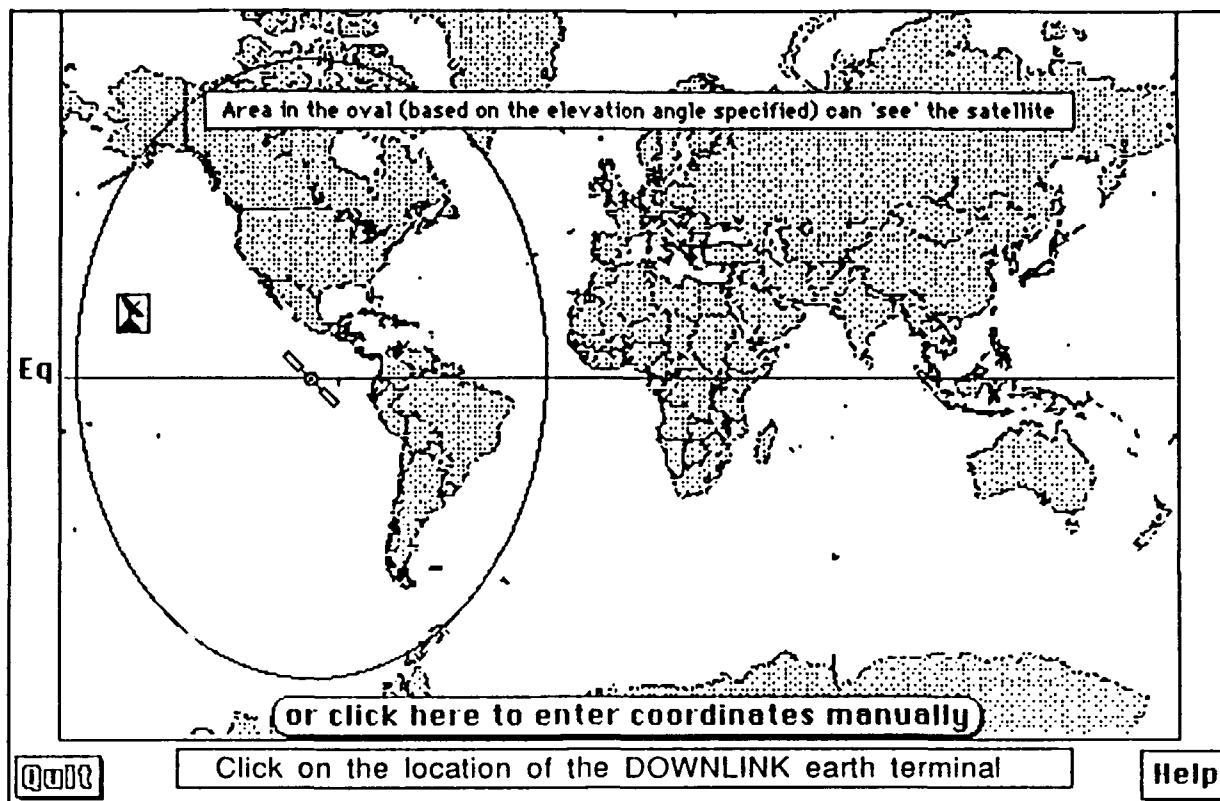 Area in the oval (based on the elevation angle specified) can 'see' the satellite
Eq
or click here to enter coordinates manually
Quit
Click on the location of the DOWNLINK earth terminal
Help